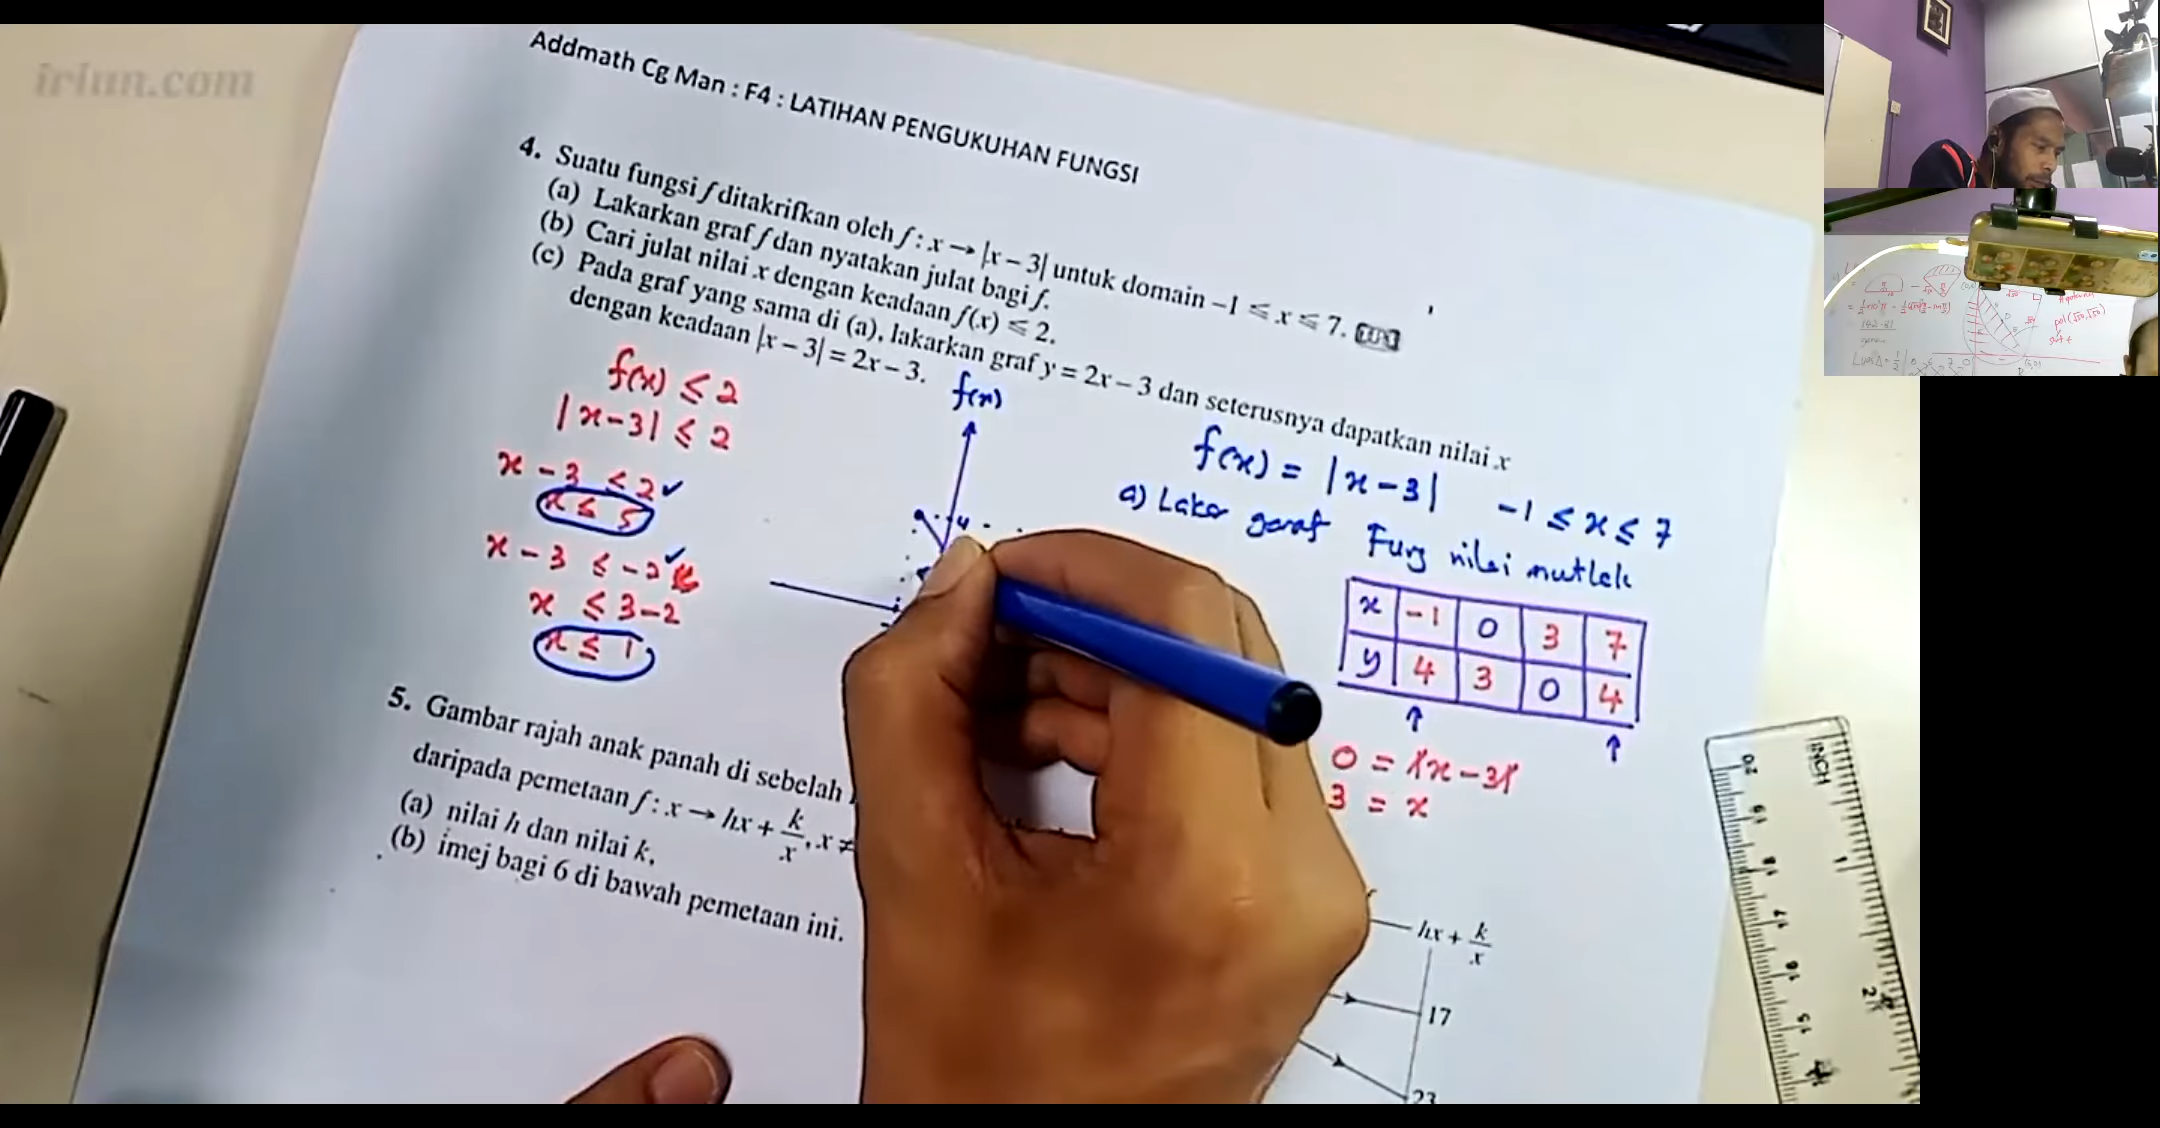 irlun.com
Addmath Cg Man : F4 : LATIHAN PENGUKUHAN FUNGSI
4. Suatu fungsi f ditakrifkan oleh f : x → |x − 3| untuk domain −1 ⩽ x ⩽ 7.
(a) Lakarkan graf f dan nyatakan julat bagi f.
(b) Cari julat nilai x dengan keadaan f(x) ⩽ 2.
(c) Pada graf yang sama di (a), lakarkan graf y = 2x − 3 dan seterusnya dapatkan nilai x
dengan keadaan |x − 3| = 2x − 3.
f(x) ≤ 2
|x-3| ≤ 2
x - 3 ≤ 2 ✓
x ≤ 5
x - 3 ≤ -2 ✓
x ≤ 3-2
x ≤ 1
f(x)
4
f(x) = |x-3| -1 ≤ x ≤ 7
a) Lakar geraf Fung nilai mutlak
x -1 0 3 7
y 4 3 0 4
0 = |x-3|
3 = x
5. Gambar rajah anak panah di sebelah
daripada pemetaan f : x → hx + k/x, x ≠
(a) nilai h dan nilai k,
(b) imej bagi 6 di bawah pemetaan ini.
hx + k/x
17
23
INCH
1
2